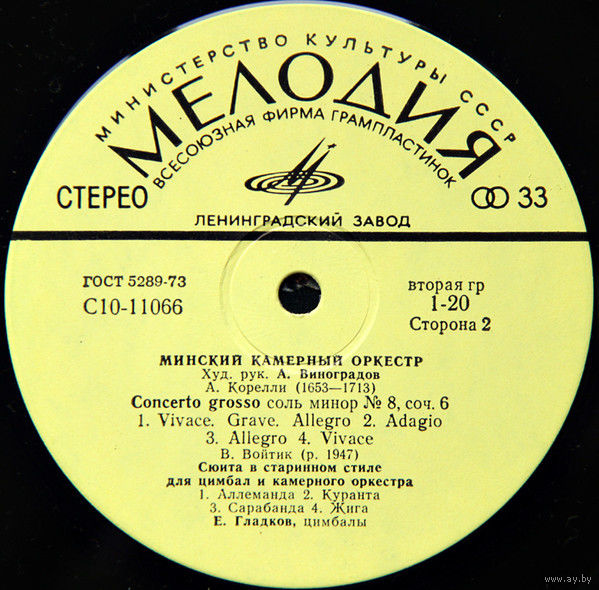 МИНИСТЕРСТВО КУЛЬТУРЫ СССР
МЕЛОДИЯ
ВСЕСОЮЗНАЯ ФИРМА ГРАМПЛАСТИНОК
СТЕРЕО
33
ЛЕНИНГРАДСКИЙ ЗАВОД
ГОСТ 5289-73
С10-11066
вторая гр
1-20
Сторона 2
МИНСКИЙ КАМЕРНЫЙ ОРКЕСТР
Худ. рук. А. Виноградов
А. Корелли (1653—1713)
Concerto grosso соль минор № 8, соч. 6
1. Vivace. Grave. Allegro 2. Adagio
3. Allegro 4. Vivace
В. Войтик (р. 1947)
Сюита в старинном стиле
для цимбал и камерного оркестра
1. Аллеманда 2. Куранта
3. Сарабанда 4. Жига
Е. Гладков, цимбалы
www.ay.by